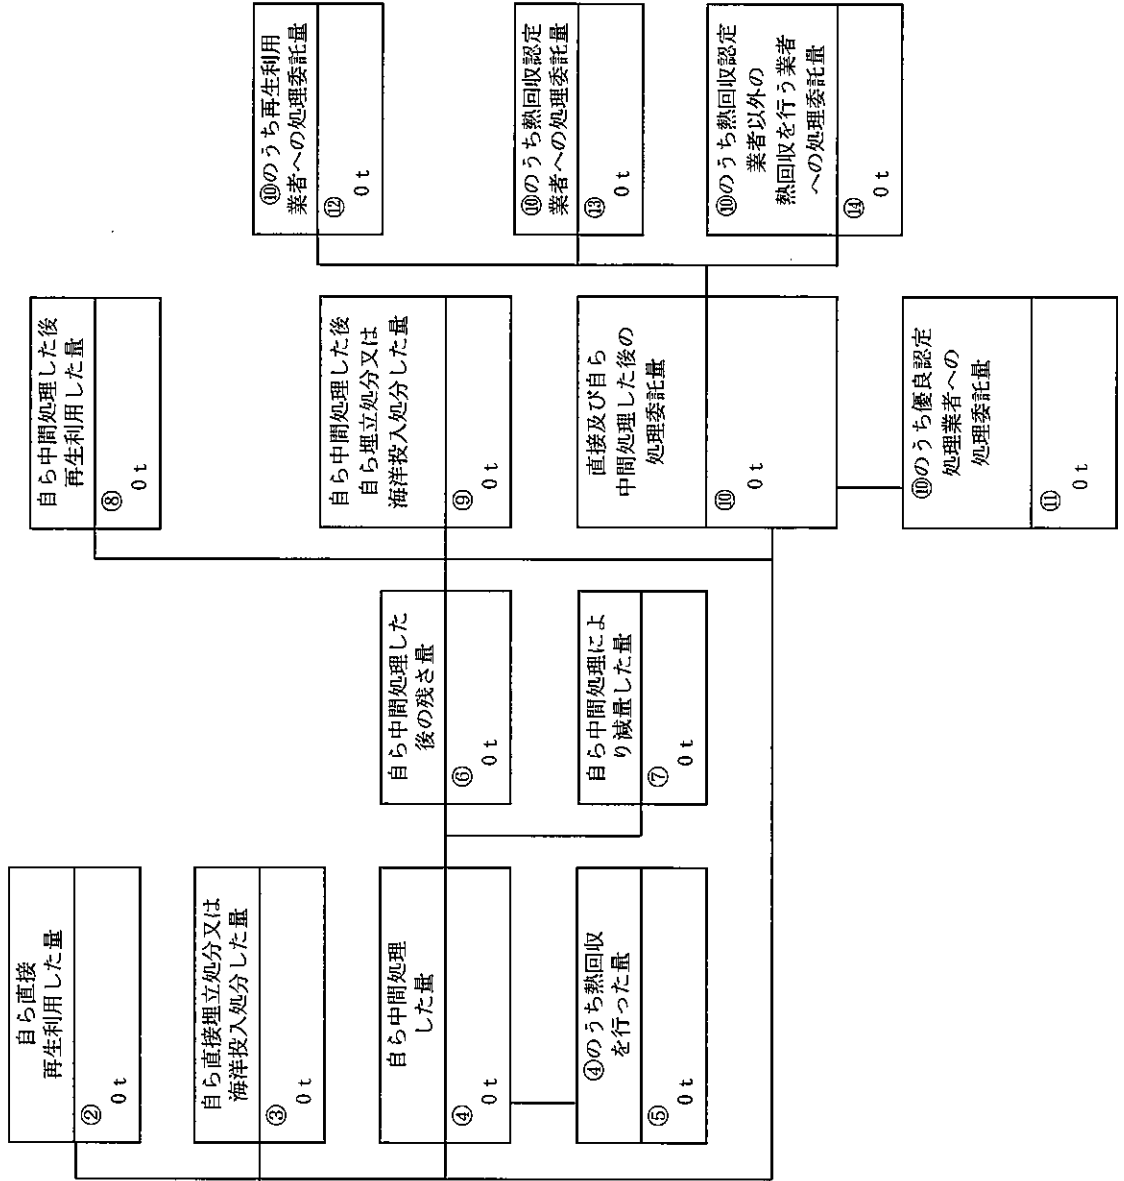 自ら直接
再生利用した量
②
0 t
自ら直接埋立処分又は
海洋投入処分した量
③
0 t
自ら中間処理
した量
④
0 t
④のうち熱回収
を行った量
⑤
0 t
自ら中間処理した
後の残さ量
⑥
0 t
自ら中間処理によ
り減量した量
⑦
0 t
自ら中間処理した後
再生利用した量
⑧
0 t
自ら中間処理した後
自ら埋立処分又は
海洋投入処分した量
⑨
0 t
直接及び自ら
中間処理した後の
処理委託量
⑩
0 t
⑩のうち優良認定
処理業者への
処理委託量
⑪
0 t
⑩のうち再生利用
業者への処理委託量
⑫
0 t
⑩のうち熱回収認定
業者への処理委託量
⑬
0 t
⑩のうち熱回収認定
業者以外の
熱回収を行う業者
への処理委託量
⑭
0 t